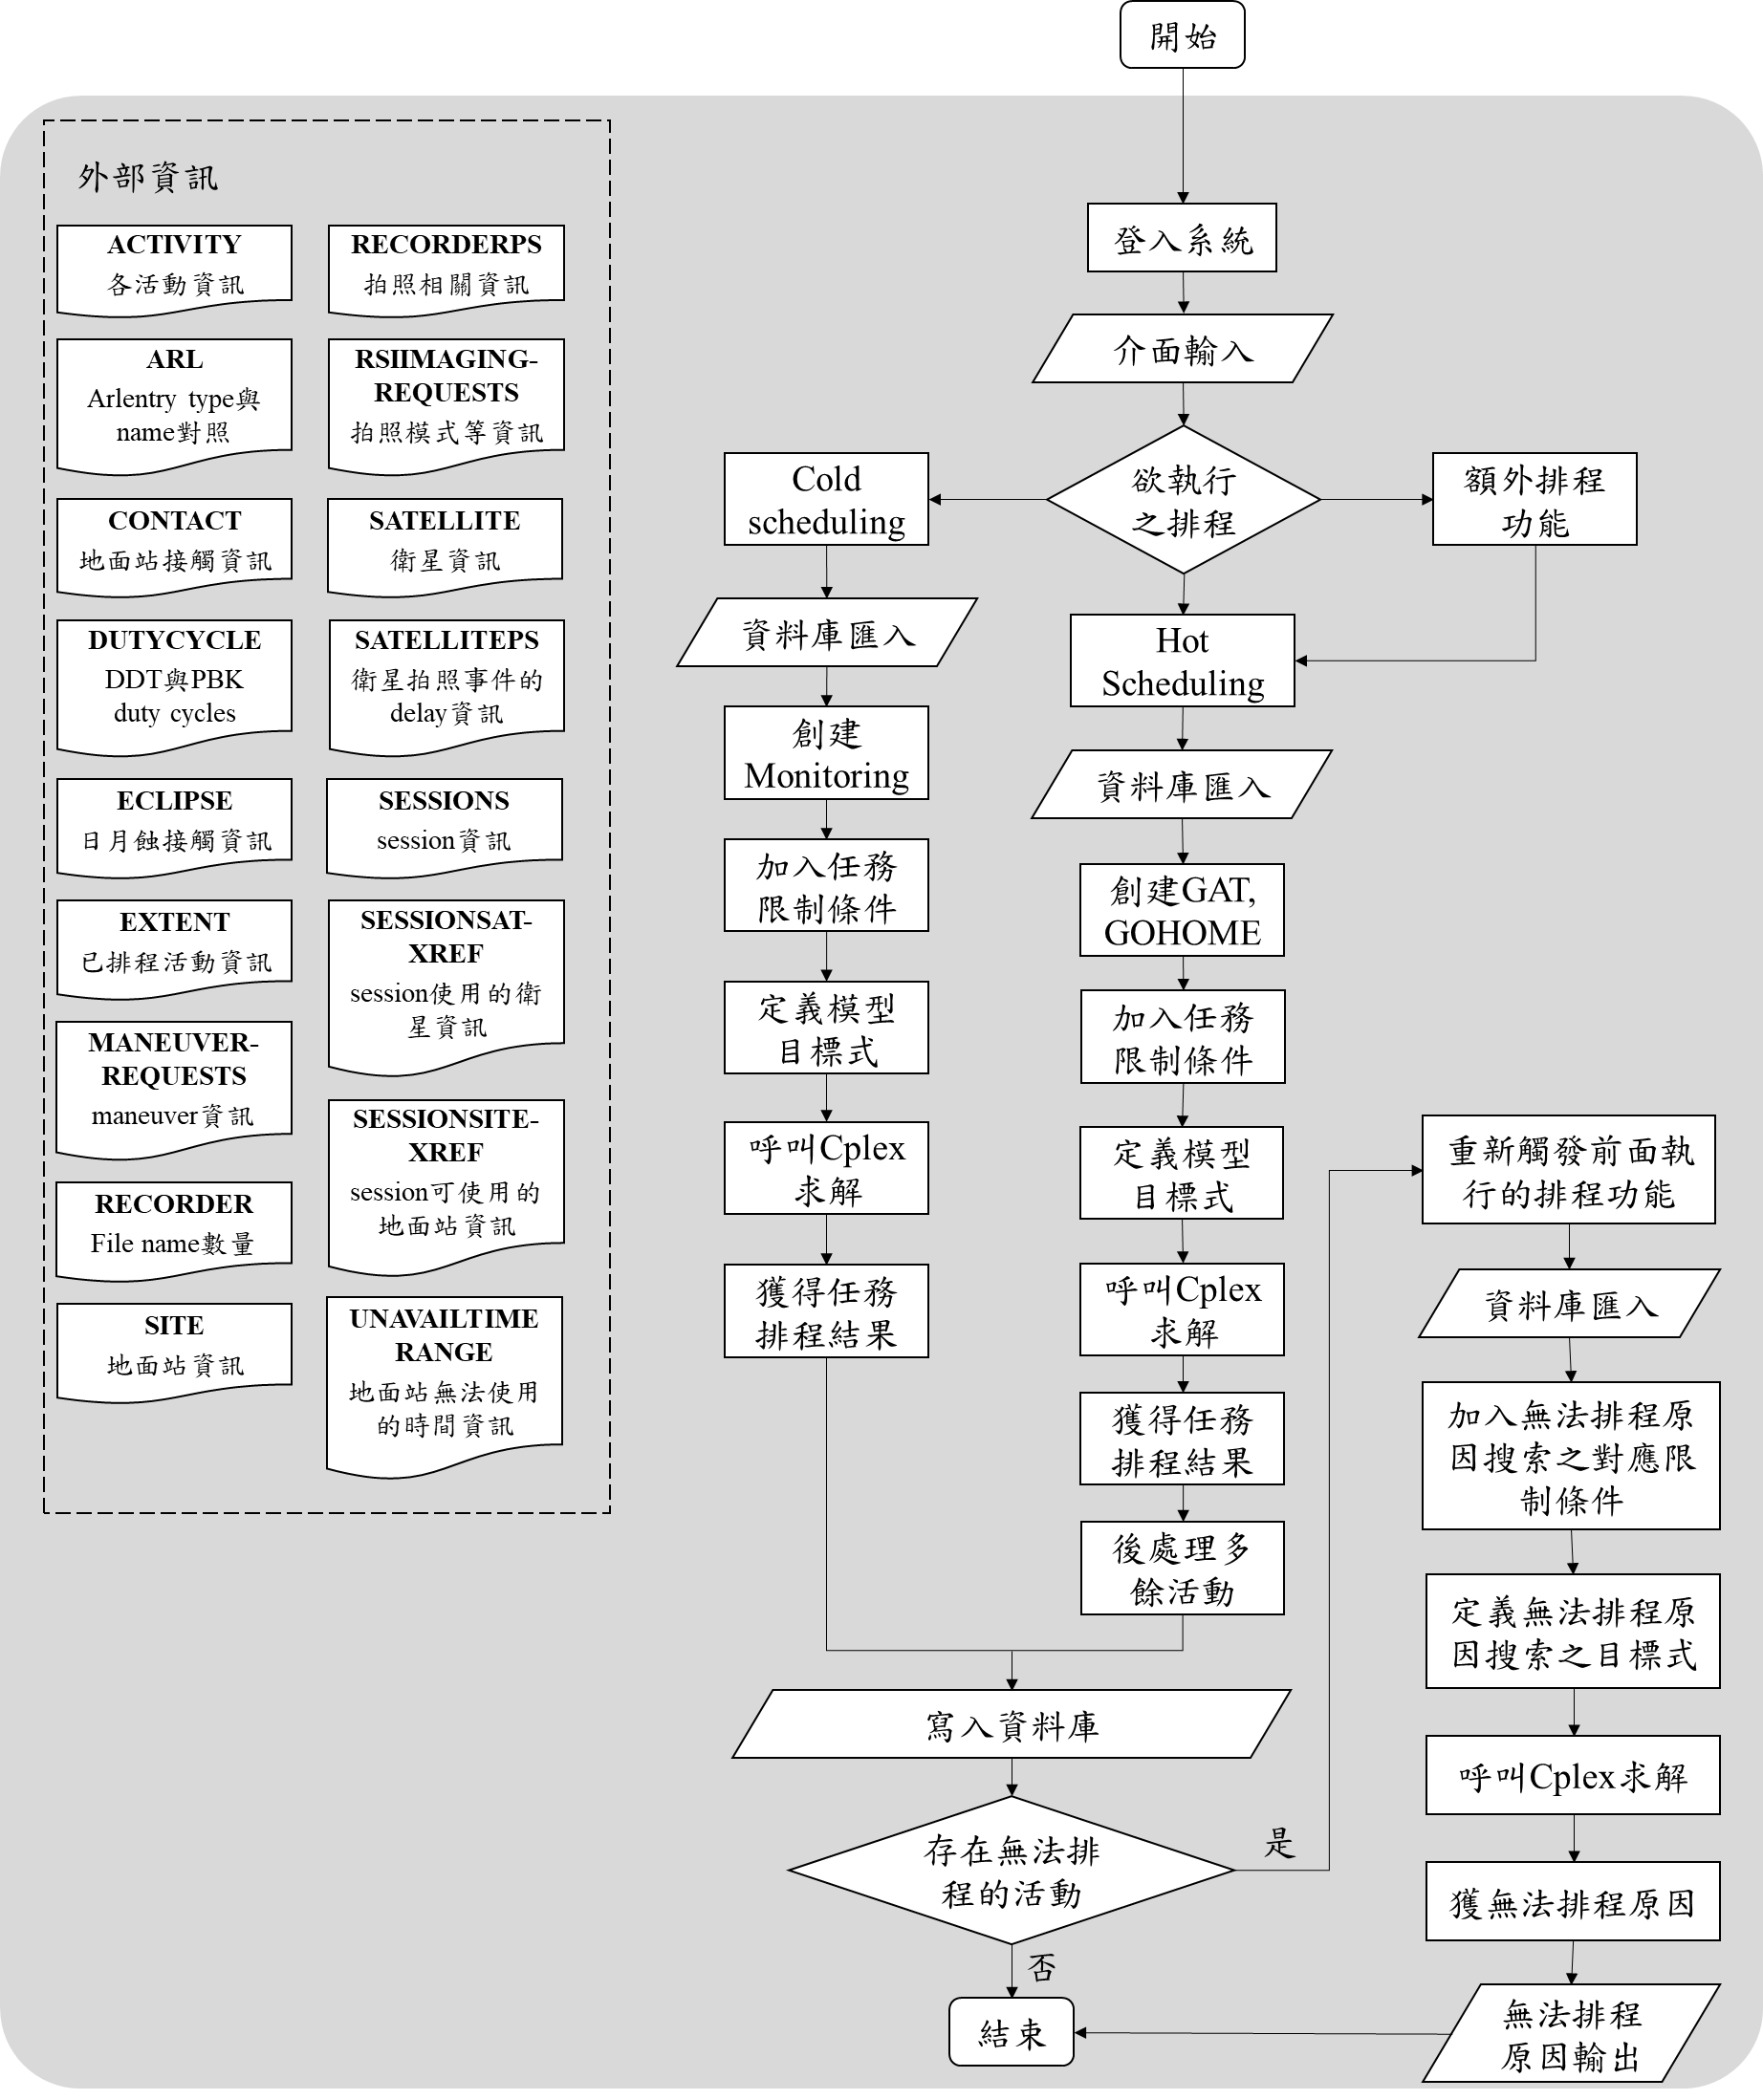 開始
外部資訊
ACTIVITY
各活動資訊
ARL
Arlentry type與
name對照
CONTACT
地面站接觸資訊
DUTYCYCLE
DDT與PBK
duty cycles
ECLIPSE
日月蝕接觸資訊
EXTENT
已排程活動資訊
MANEUVER-
REQUESTS
maneuver資訊
RECORDER
File name數量
SITE
地面站資訊
RECORDERPS
拍照相關資訊
RSIIMAGING-
REQUESTS
拍照模式等資訊
SATELLITE
衛星資訊
SATELLITEPS
衛星拍照事件的
delay資訊
SESSIONS
session資訊
SESSIONSAT-
XREF
session使用的衛
星資訊
SESSIONSITE-
XREF
session可使用的
地面站資訊
UNAVAILTIME
RANGE
地面站無法使用
的時間資訊
登入系統
介面輸入
欲執行
之排程
Cold
scheduling
資料庫匯入
創建
Monitoring
加入任務
限制條件
定義模型
目標式
呼叫Cplex
求解
獲得任務
排程結果
額外排程
功能
Hot
Scheduling
資料庫匯入
創建GAT,
GOHOME
加入任務
限制條件
定義模型
目標式
呼叫Cplex
求解
獲得任務
排程結果
後處理多
餘活動
寫入資料庫
存在無法排
程的活動
是
否
結束
重新觸發前面執
行的排程功能
資料庫匯入
加入無法排程原
因搜索之對應限
制條件
定義無法排程原
因搜索之目標式
呼叫Cplex求解
獲無法排程原因
無法排程
原因輸出